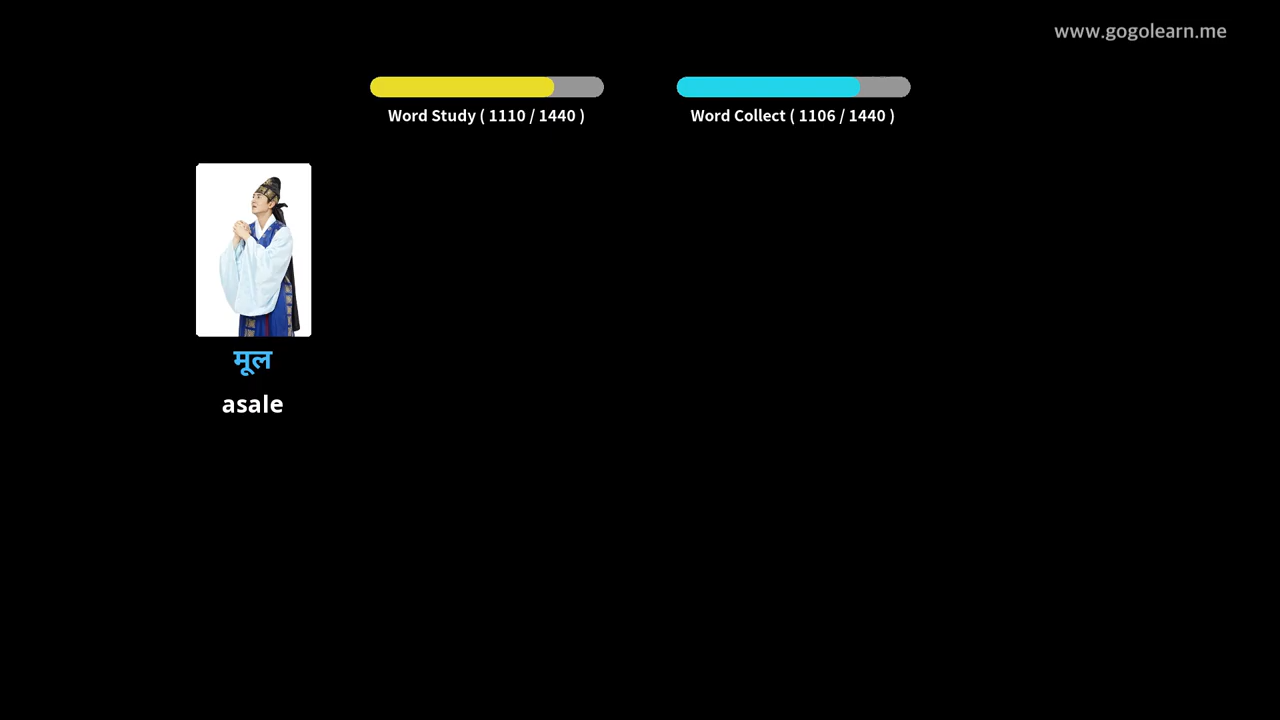 www.gogolearn.me
Word Study ( 1110 / 1440 )
Word Collect ( 1106 / 1440 )
मूल
asale